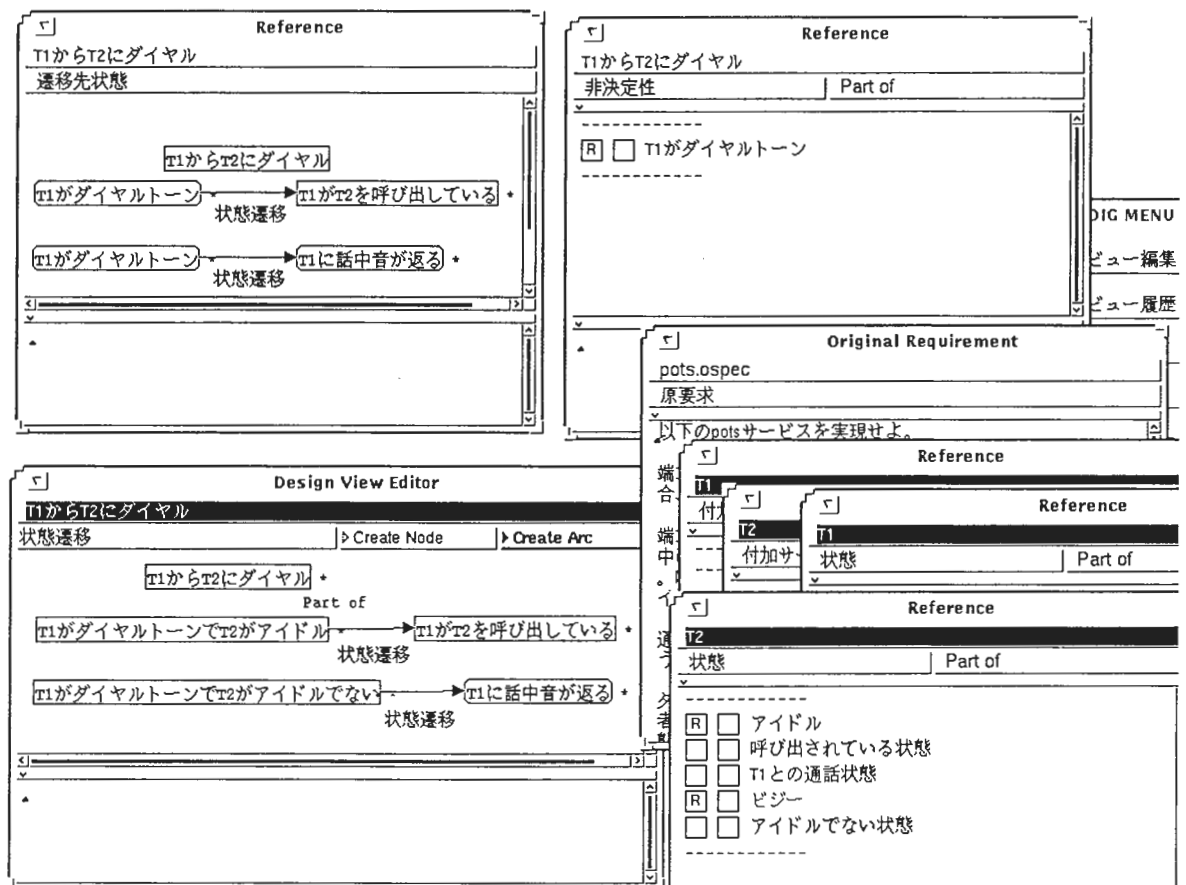 Reference
T1からT2にダイヤル
遷移先状態
T1からT2にダイヤル
T1がダイヤルトーン * T1がT2を呼び出している *
状態遷移
T1がダイヤルトーン * T1に話中音が返る *
状態遷移
Reference
T1からT2にダイヤル
非決定性 Part of
-------------
R T1がダイヤルトーン
-------------
DIG MENU
ビュー編集
ビュー履歴
Original Requirement
pots.ospec
原要求
以下のpotsサービスを実現せよ。
端
合
端
中
。
イ
通
Reference
T1
付加
T2
付加サ
Reference
T1
状態 Part of
Design View Editor
T1からT2にダイヤル
状態遷移 Create Node Create Arc
T1からT2にダイヤル *
Part of
T1がダイヤルトーンでT2がアイドル * T1がT2を呼び出している *
状態遷移
T1がダイヤルトーンでT2がアイドルでない * T1に話中音が返る *
状態遷移
タ
者
Reference
T2
状態 Part of
-------------
R アイドル
呼び出されている状態
T1との通話状態
R ビジー
アイドルでない状態
-------------